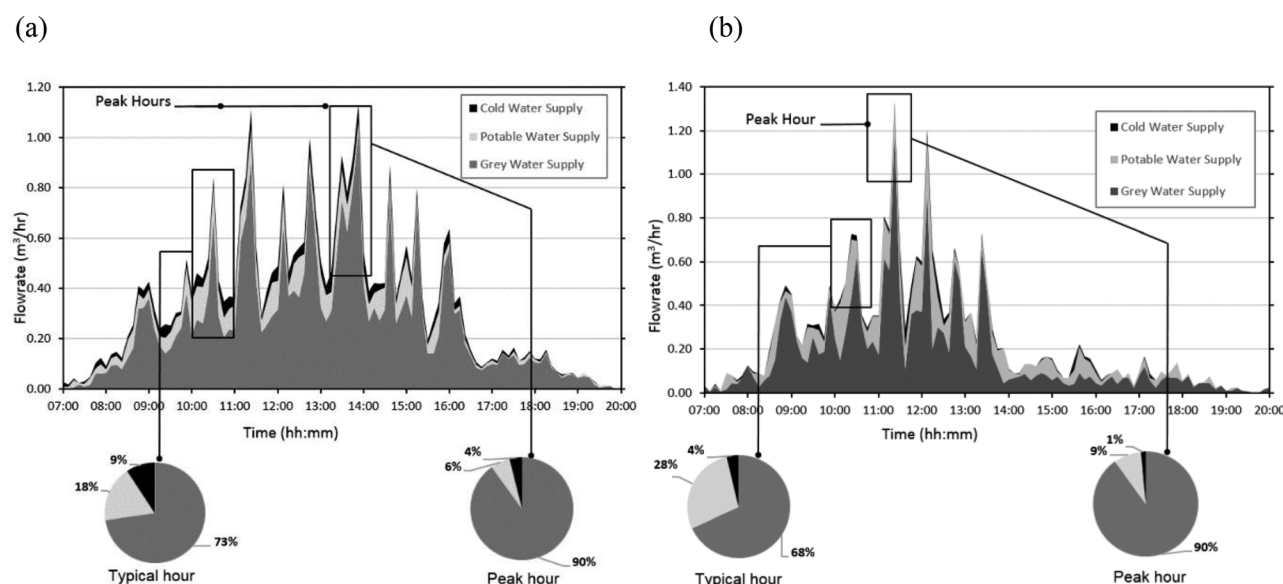 (a)
(b)
1.20
1.00
0.80
0.60
0.40
0.20
0.00
Flowrate (m³/hr)
Peak Hours
Cold Water Supply
Potable Water Supply
Grey Water Supply
07:00 08:00 09:00 10:00 11:00 12:00 13:00 14:00 15:00 16:00 17:00 18:00 19:00 20:00
Time (hh:mm)
9%
18%
73%
Typical hour
4%
6%
90%
Peak hour
1.40
1.20
1.00
0.80
0.60
0.40
0.20
0.00
Flowrate (m³/hr)
Peak Hour
Cold Water Supply
Potable Water Supply
Grey Water Supply
07:00 08:00 09:00 10:00 11:00 12:00 13:00 14:00 15:00 16:00 17:00 18:00 19:00 20:00
Time (hh:mm)
4%
28%
68%
Typical hour
1%
9%
90%
Peak hour